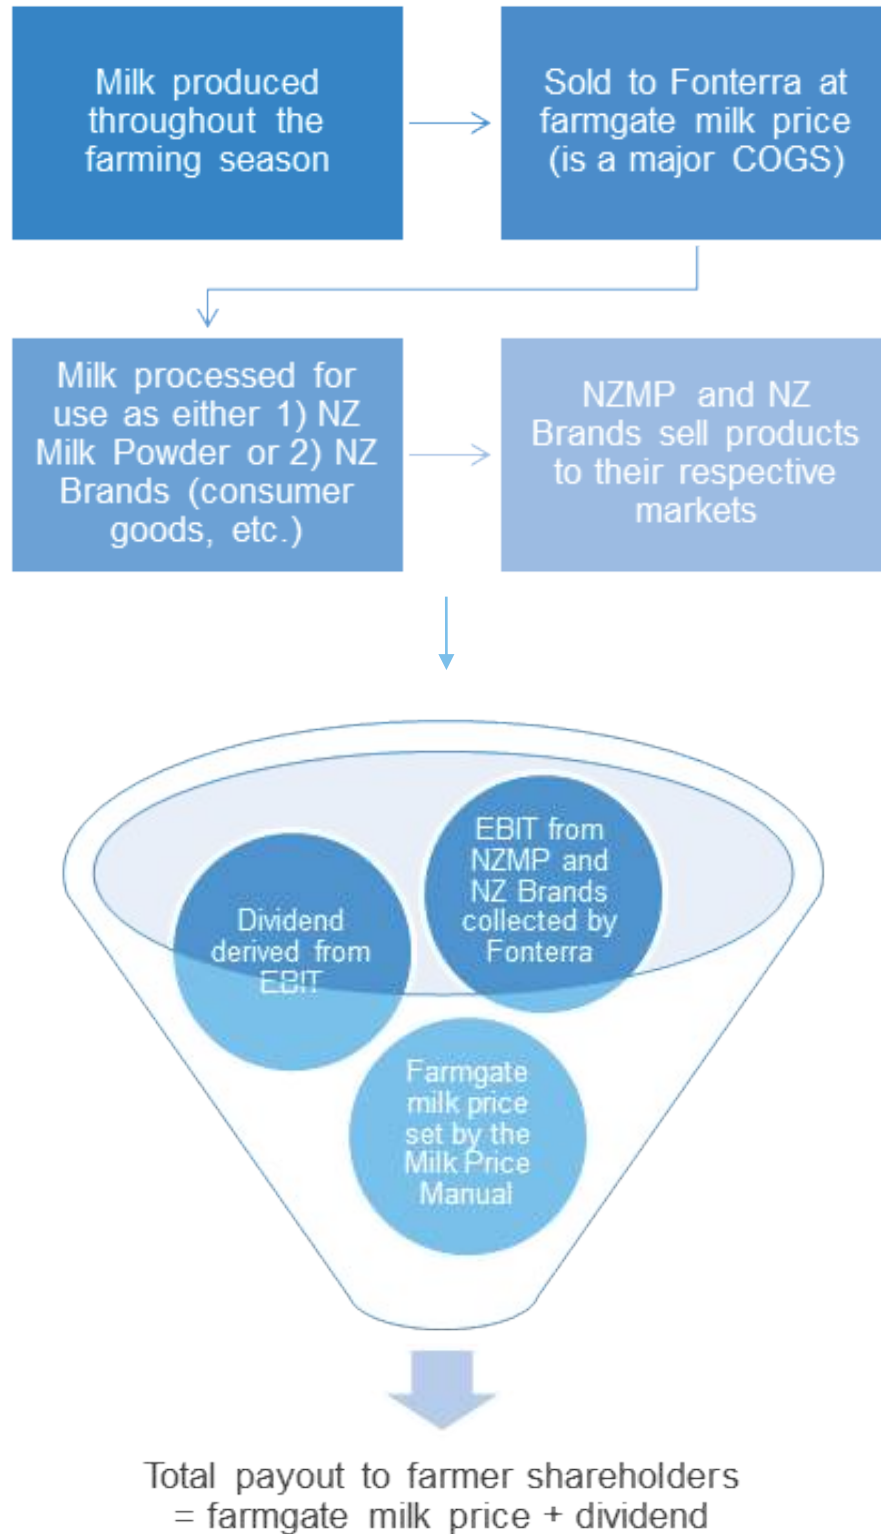 Milk produced
throughout the
farming season
Sold to Fonterra at
farmgate milk price
(is a major COGS)
Milk processed for
use as either 1) NZ
Milk Powder or 2) NZ
Brands (consumer
goods, etc.)
NZMP and NZ
Brands sell products
to their respective
markets
Dividend
derived from
EBIT
EBIT from
NZMP and
NZ Brands
collected by
Fonterra
Farmgate
milk price
set by the
Milk Price
Manual
Total payout to farmer shareholders
= farmgate milk price + dividend